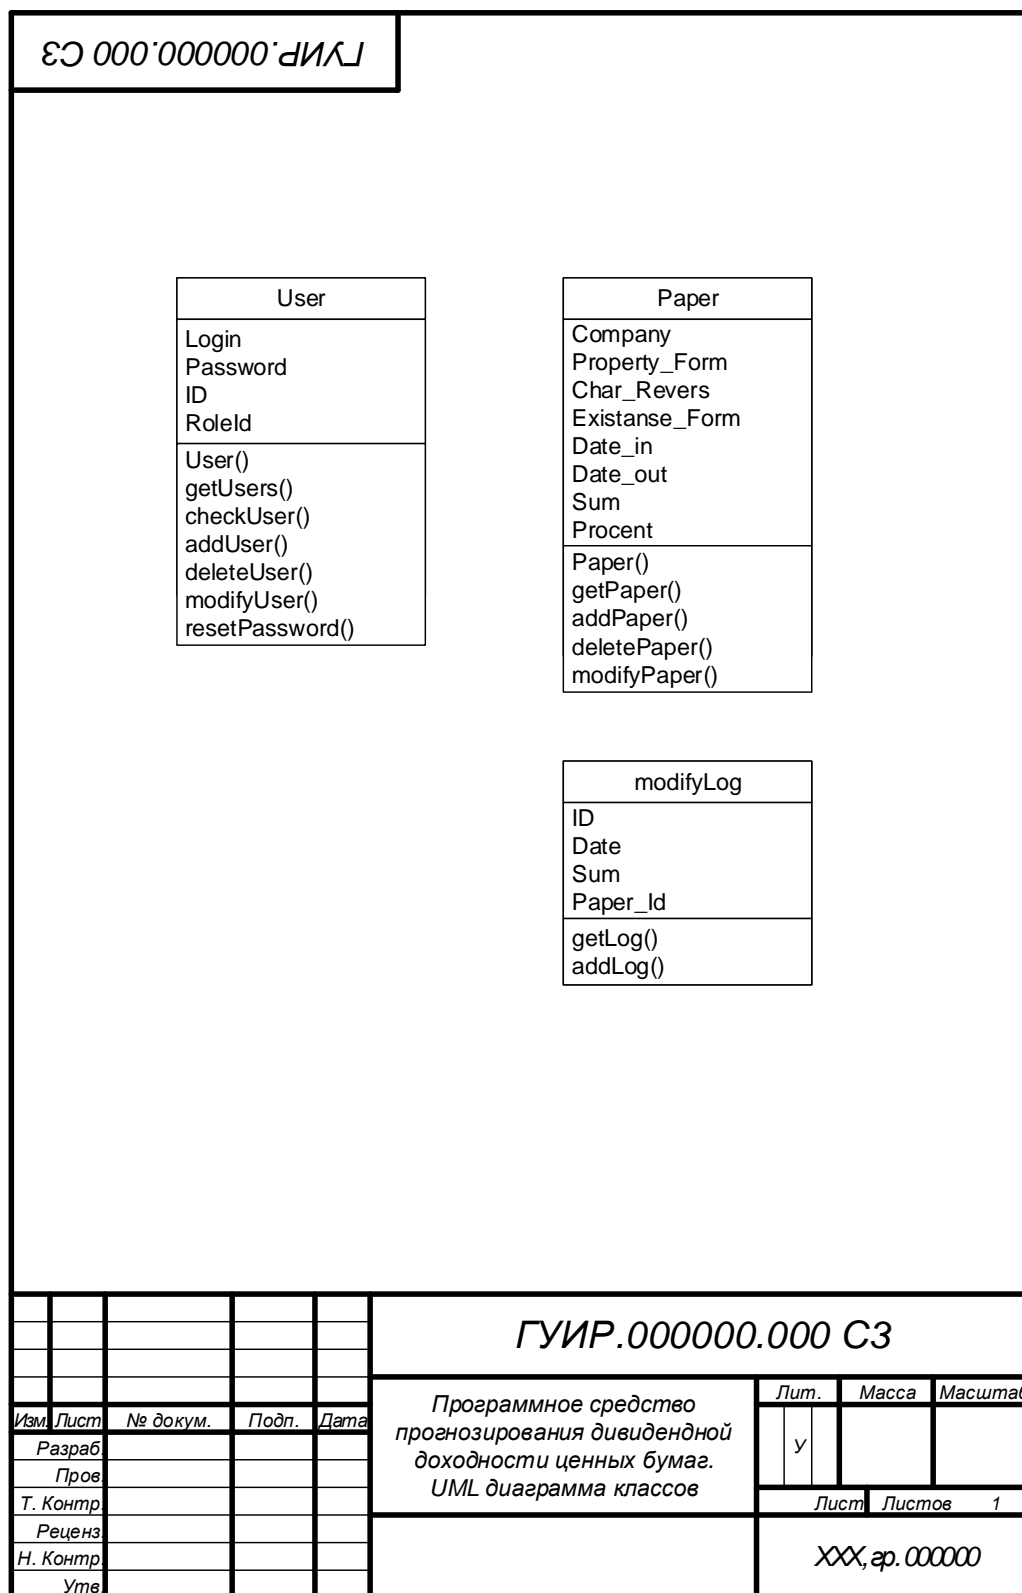 ГУИР.000000.000 С3
User
Login
Password
ID
RoleId
User()
getUsers()
checkUser()
addUser()
deleteUser()
modifyUser()
resetPassword()
Paper
Company
Property_Form
Char_Revers
Existanse_Form
Date_in
Date_out
Sum
Procent
Paper()
getPaper()
addPaper()
deletePaper()
modifyPaper()
modifyLog
ID
Date
Sum
Paper_Id
getLog()
addLog()
ГУИР.000000.000 С3
Изм. Лист № докум. Подп. Дата
Разраб.
Пров.
Т. Контр.
Реценз.
Н. Контр.
Утв.
Программное средство
прогнозирования дивидендной
доходности ценных бумаг.
UML диаграмма классов
Лит. Масса Масштаб
У
Лист Листов 1
XXX, гр. 000000